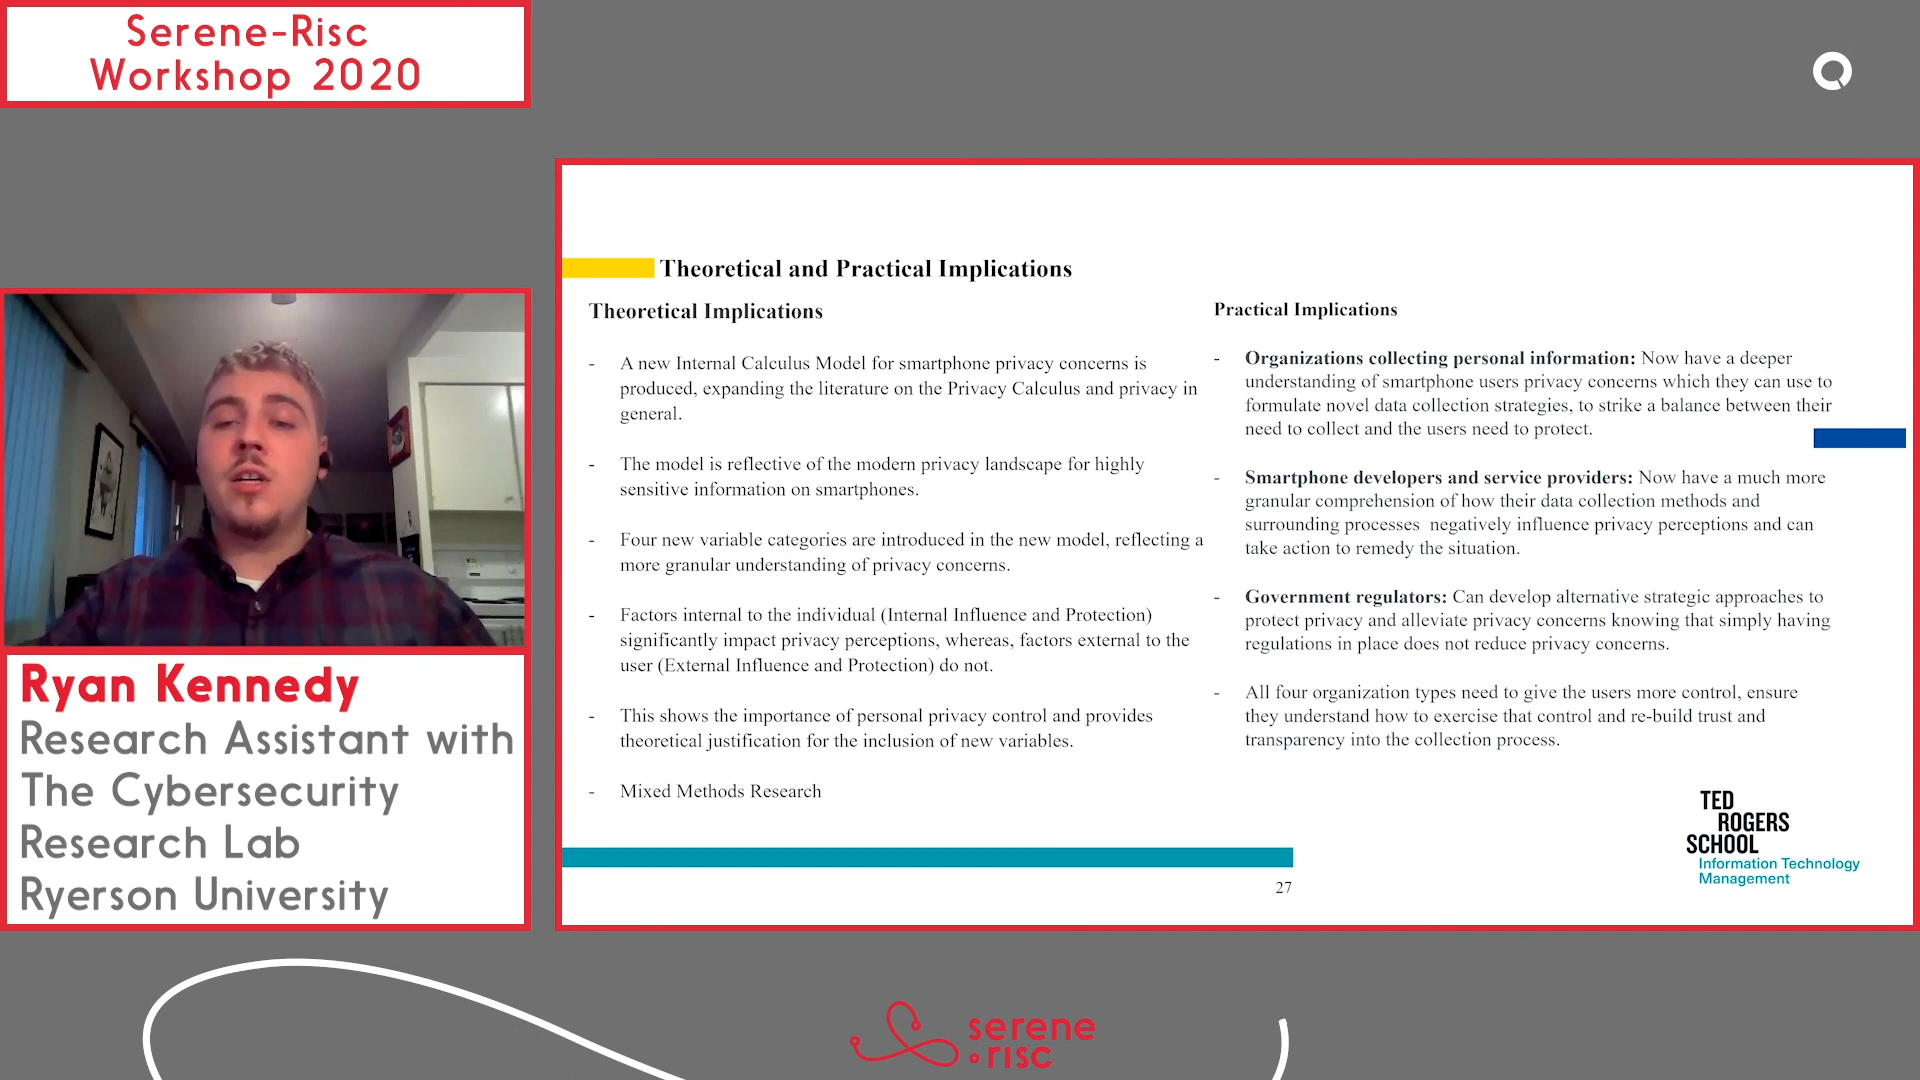 Serene-Risc
Workshop 2020
Theoretical and Practical Implications
Theoretical Implications
- A new Internal Calculus Model for smartphone privacy concerns is
produced, expanding the literature on the Privacy Calculus and privacy in
general.
- The model is reflective of the modern privacy landscape for highly
sensitive information on smartphones.
- Four new variable categories are introduced in the new model, reflecting a
more granular understanding of privacy concerns.
- Factors internal to the individual (Internal Influence and Protection)
significantly impact privacy perceptions, whereas, factors external to the
user (External Influence and Protection) do not.
- This shows the importance of personal privacy control and provides
theoretical justification for the inclusion of new variables.
- Mixed Methods Research
Practical Implications
- Organizations collecting personal information: Now have a deeper
understanding of smartphone users privacy concerns which they can use to
formulate novel data collection strategies, to strike a balance between their
need to collect and the users need to protect.
- Smartphone developers and service providers: Now have a much more
granular comprehension of how their data collection methods and
surrounding processes negatively influence privacy perceptions and can
take action to remedy the situation.
- Government regulators: Can develop alternative strategic approaches to
protect privacy and alleviate privacy concerns knowing that simply having
regulations in place does not reduce privacy concerns.
- All four organization types need to give the users more control, ensure
they understand how to exercise that control and re-build trust and
transparency into the collection process.
TED
ROGERS
SCHOOL
Information Technology
Management
27
Ryan Kennedy
Research Assistant with
The Cybersecurity
Research Lab
Ryerson University
serene
risc